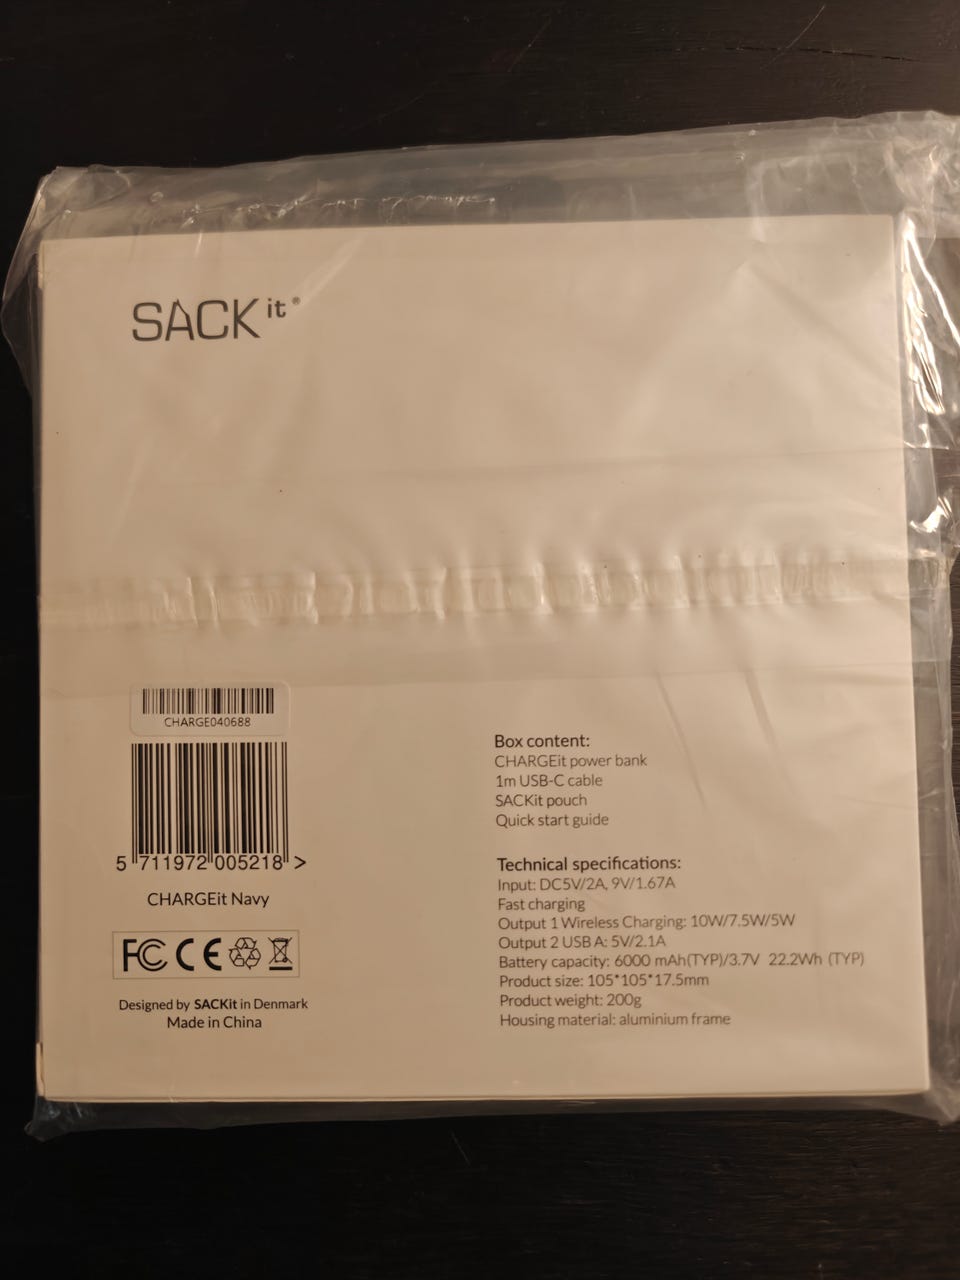 SACKit®
CHARGE040688
5 711972 005218 >
CHARGEit Navy
FC CE
Designed by SACKit in Denmark
Made in China
Box content:
CHARGEit power bank
1m USB-C cable
SACKit pouch
Quick start guide
Technical specifications:
Input: DC5V/2A, 9V/1.67A
Fast charging
Output 1 Wireless Charging: 10W/7.5W/5W
Output 2 USB A: 5V/2.1A
Battery capacity: 6000 mAh(TYP)/3.7V 22.2Wh (TYP)
Product size: 105*105*17.5mm
Product weight: 200g
Housing material: aluminium frame